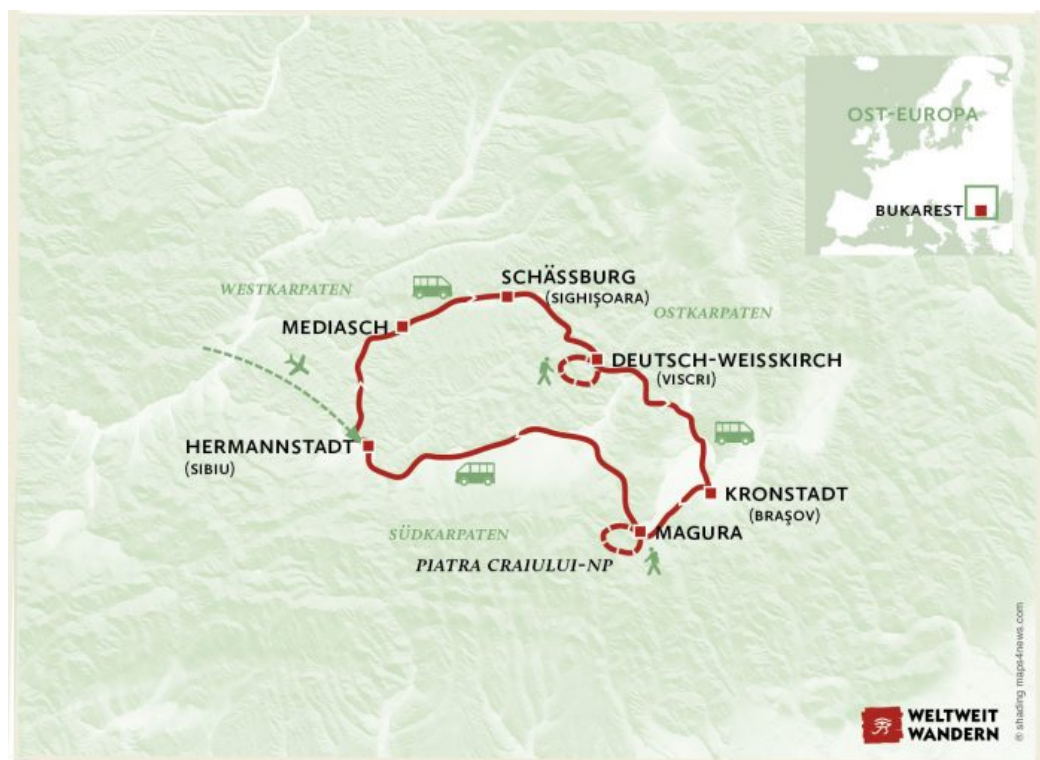 OST-EUROPA
BUKAREST
SCHÄSSBURG
(SIGHIŞOARA)
WESTKARPATEN
OSTKARPATEN
MEDIASCH
DEUTSCH-WEISSKIRCH
(VISCRI)
HERMANNSTADT
(SIBIU)
KRONSTADT
(BRAŞOV)
SÜDKARPATEN
MAGURA
PIATRA CRAIULUI-NP
® shading maps4news.com
WELTWEIT
WANDERN